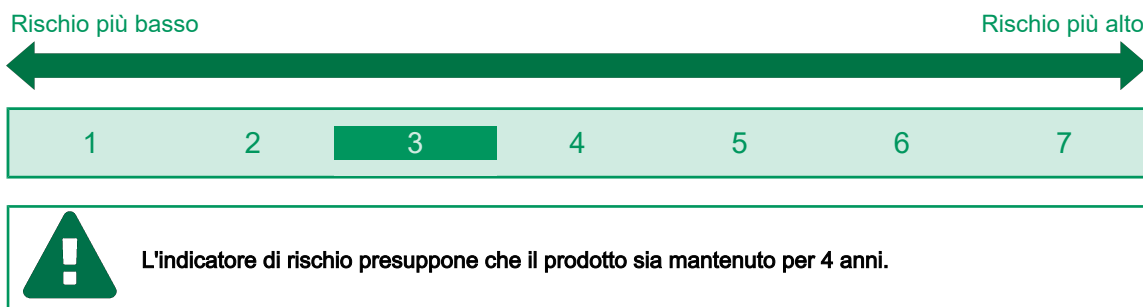 Rischio più basso Rischio più alto
1 2 3 4 5 6 7
L'indicatore di rischio presuppone che il prodotto sia mantenuto per 4 anni.